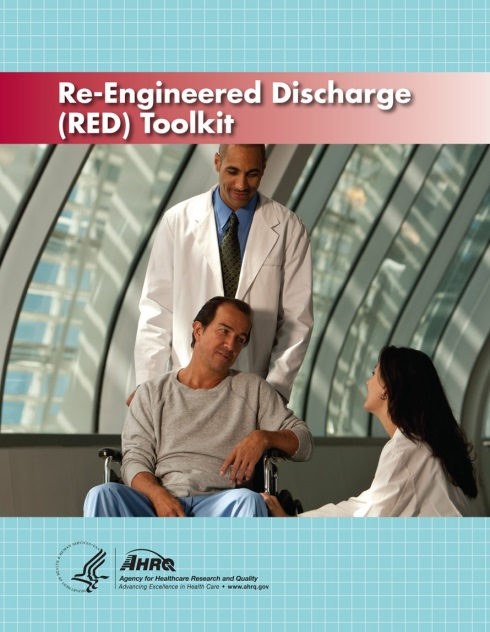 Re-Engineered Discharge
(RED) Toolkit
AHRQ
Agency for Healthcare Research and Quality
Advancing Excellence in Health Care • www.ahrq.gov